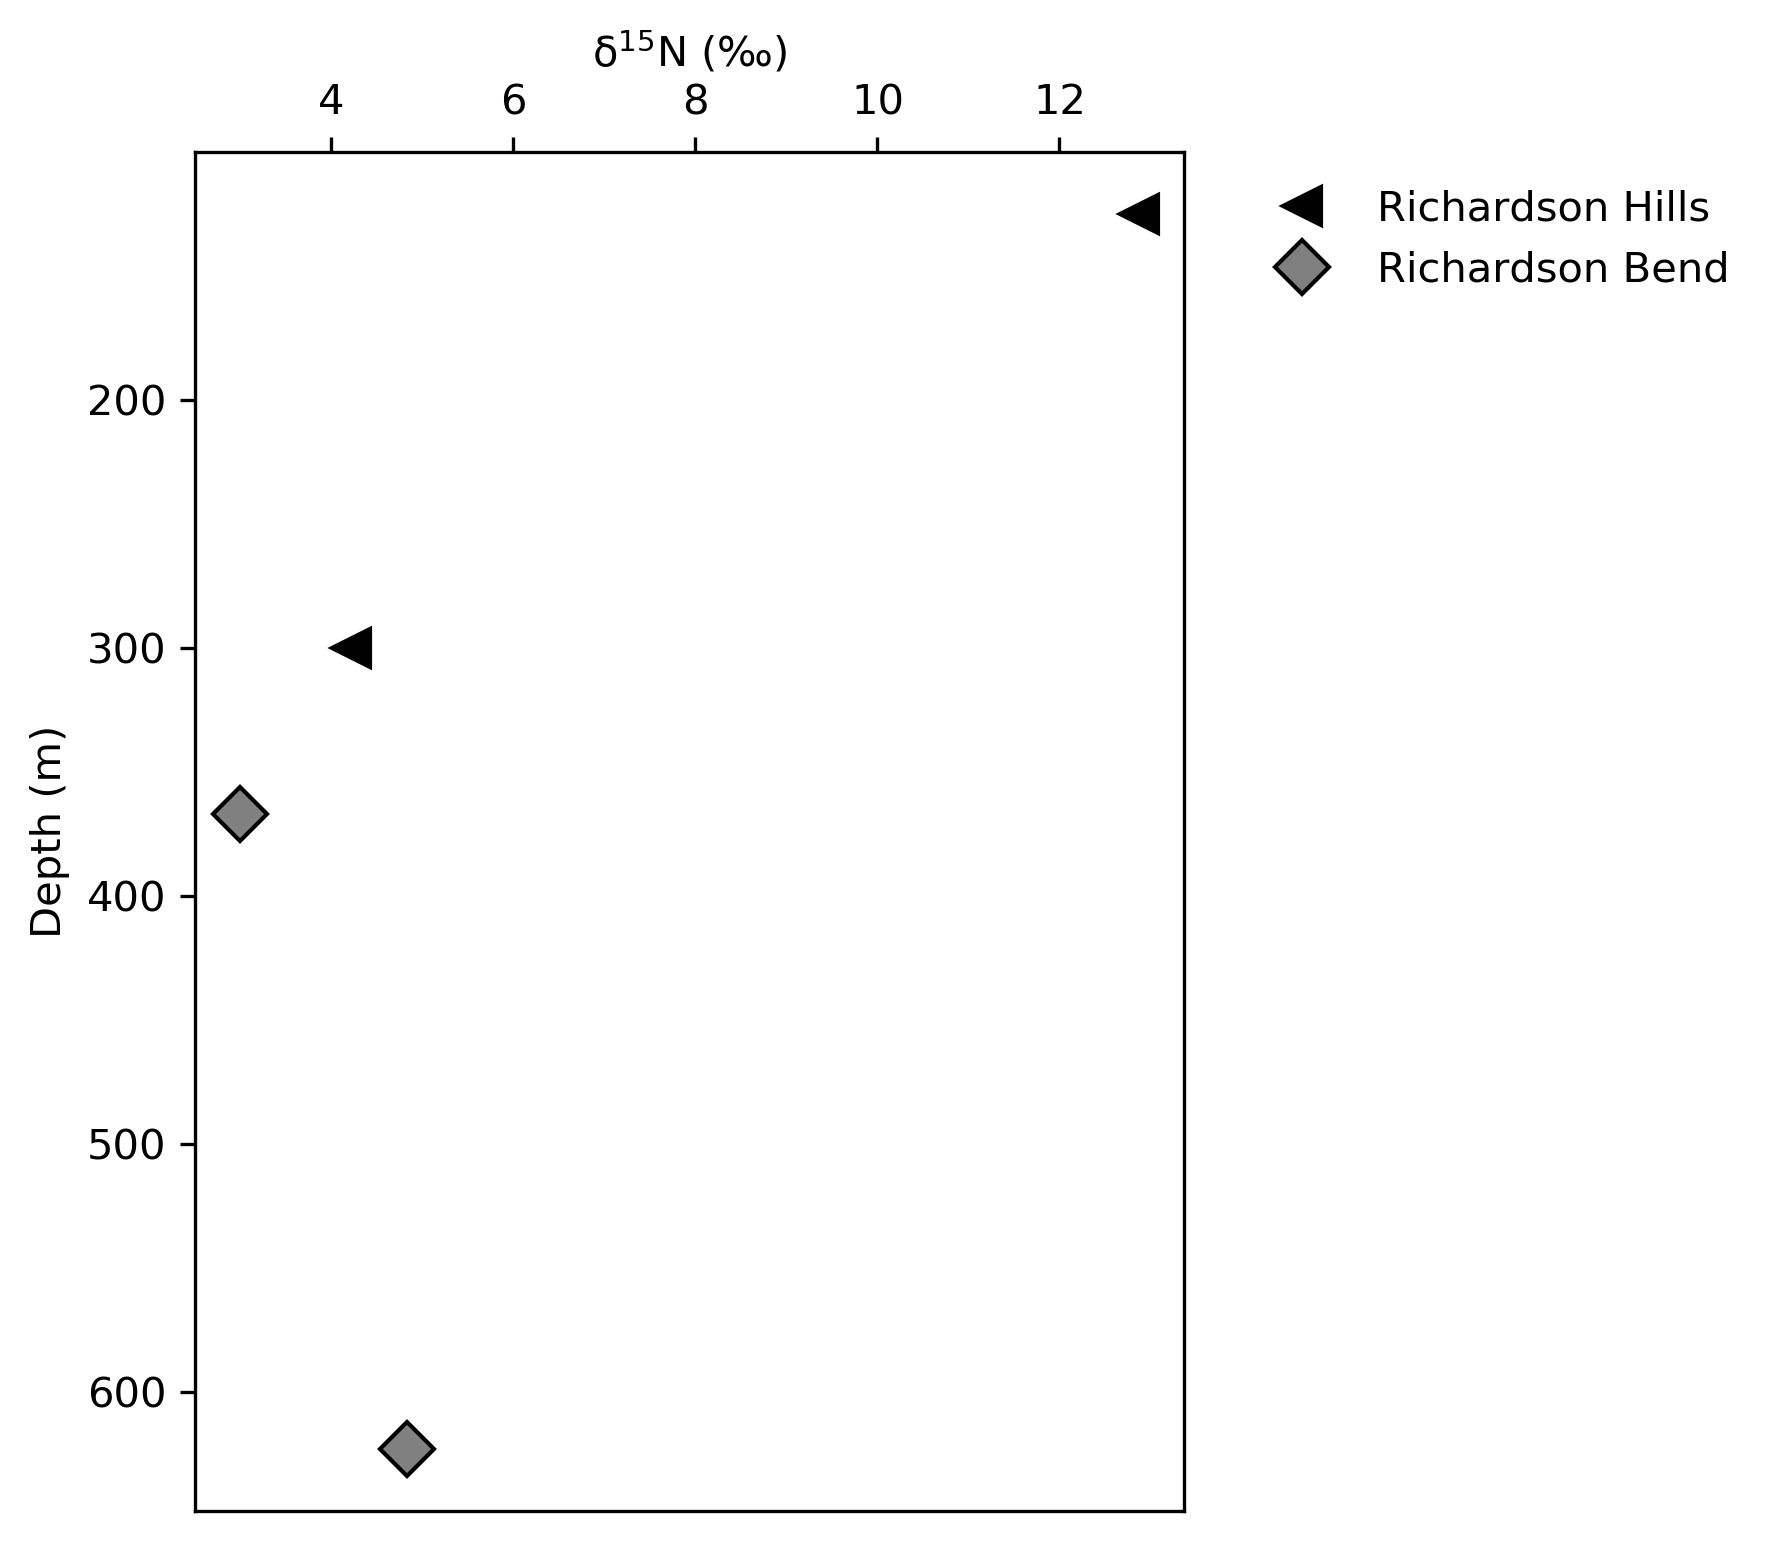 δ¹⁵N (‰)
4 6 8 10 12
Richardson Hills
Richardson Bend
200
300
400
500
600
Depth (m)